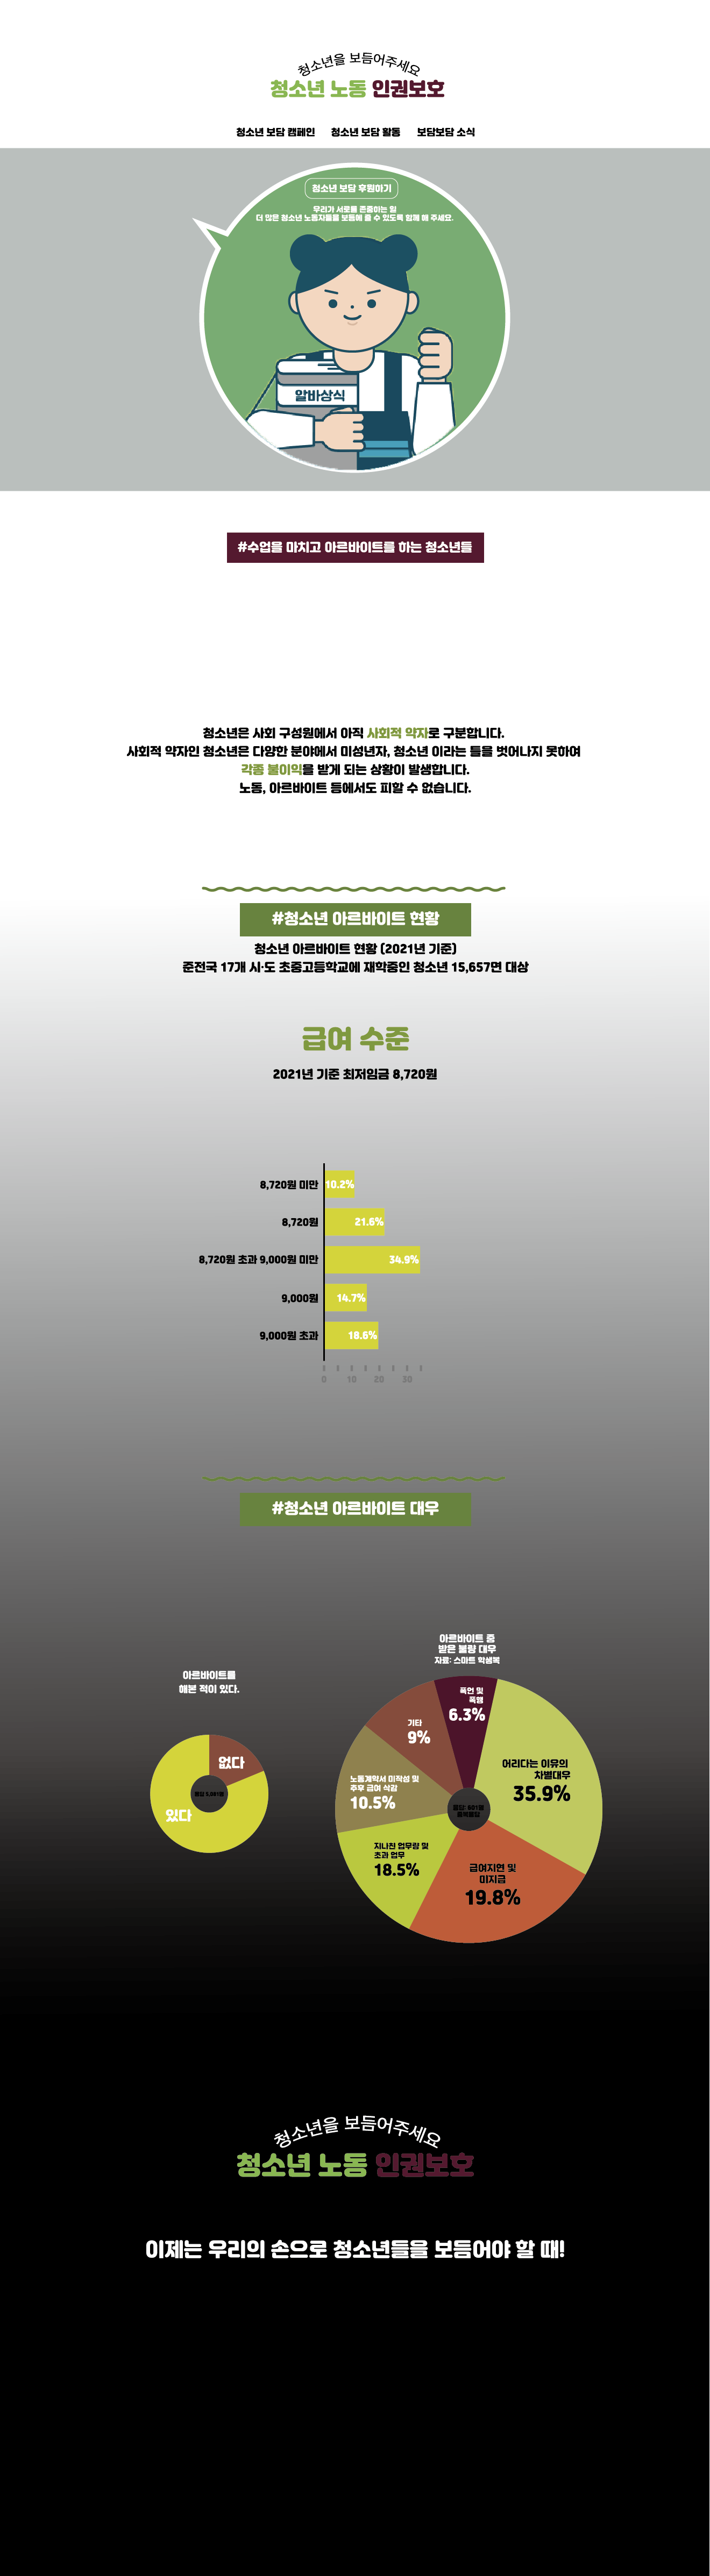 청소년을 보듬어주세요
청소년 노동 인권보호
청소년 보담 캠페인 청소년 보담 활동 보담보담 소식
청소년 보담 후원하기
우리가 서로를 존중하는 힘
더 많은 청소년 노동자들을 보듬에 줄 수 있도록 함께 해 주세요.
알바상식
#수업을 마치고 아르바이트를 하는 청소년들
청소년은 사회 구성원에서 아직 사회적 약자로 구분합니다.
사회적 약자인 청소년은 다양한 분야에서 미성년자, 청소년 이라는 틀을 벗어나지 못하여
각종 불이익을 받게 되는 상황이 발생합니다.
노동, 아르바이트 등에서도 피할 수 없습니다.
#청소년 아르바이트 현황
청소년 아르바이트 현황 (2021년 기준)
준전국 17개 시·도 초중고등학교에 재학중인 청소년 15,657면 대상
급여 수준
2021년 기준 최저임금 8,720원
8,720원 미만 10.2%
8,720원 21.6%
8,720원 초과 9,000원 미만 34.9%
9,000원 14.7%
9,000원 초과 18.6%
0 10 20 30
#청소년 아르바이트 대우
아르바이트를
해본 적이 있다.
없다
있다
아르바이트 중
받은 불량 대우
자료: 스마트 학생복
폭언 및
폭행
6.3%
어리다는 이유의
차별대우
35.9%
급여지연 및
미지급
19.8%
지나친 업무량 및
초과 업무
18.5%
노동계약서 미작성 및
추후 급여 삭감
10.5%
기타
9%
청소년을 보듬어주세요
청소년 노동 인권보호
이제는 우리의 손으로 청소년들을 보듬어야 할 때!